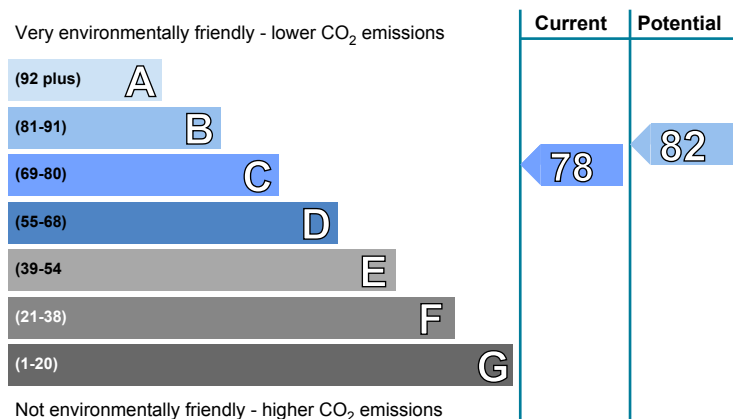 Very environmentally friendly - lower CO₂ emissions
Current
Potential
(92 plus) A
(81-91) B
(69-80) C
(55-68) D
(39-54 E
(21-38) F
(1-20) G
78
82
Not environmentally friendly - higher CO₂ emissions